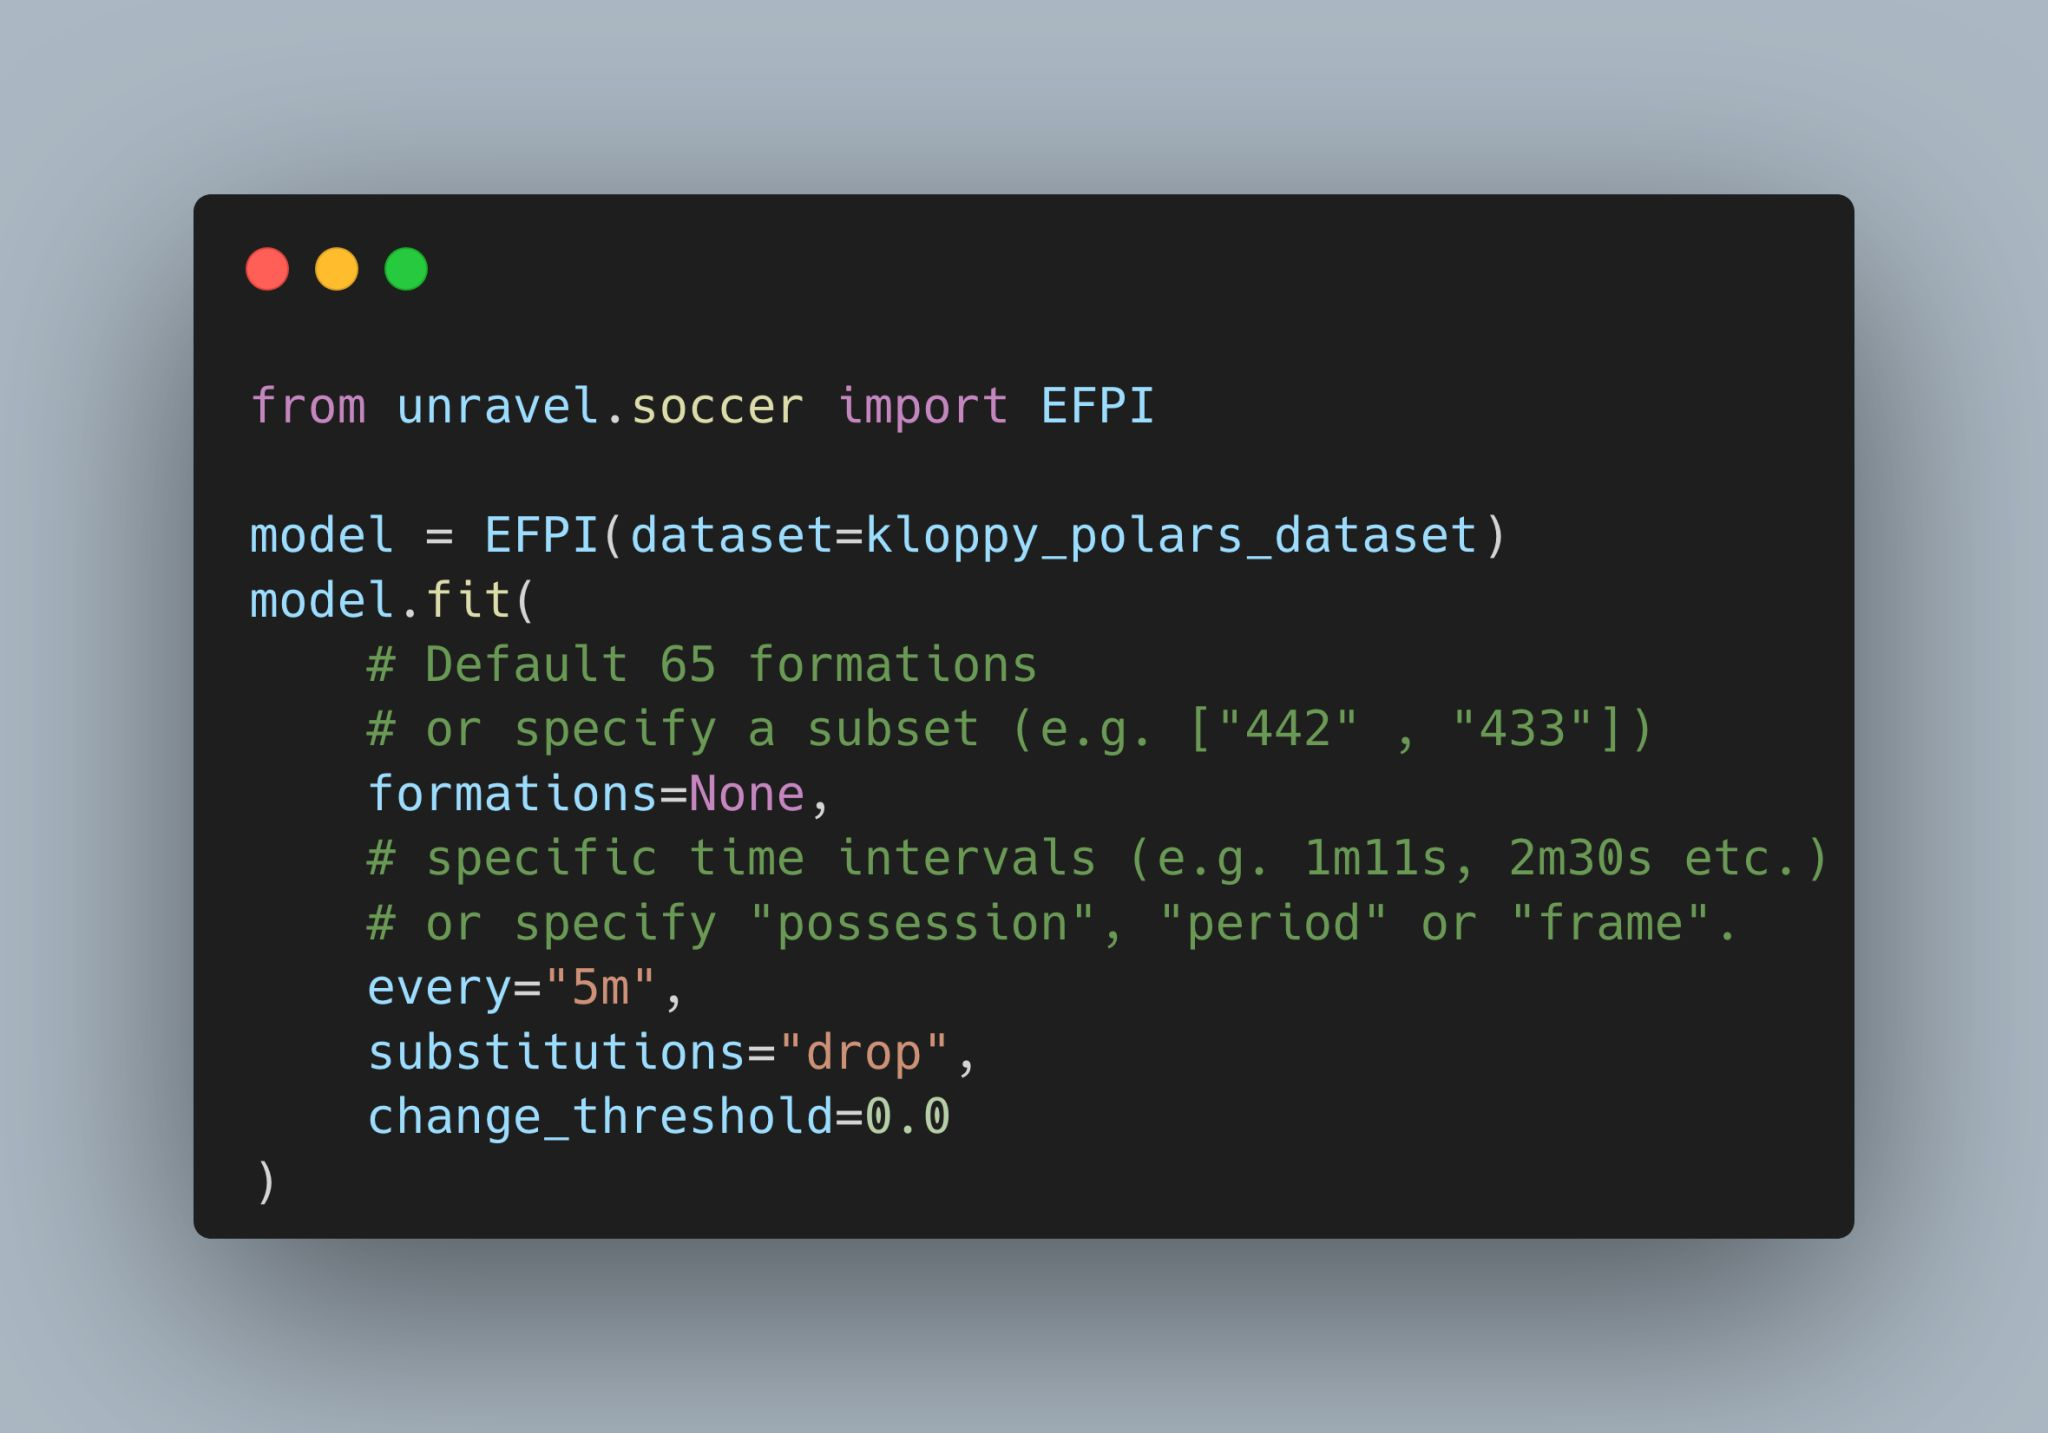 from unravel.soccer import EFPI
model = EFPI(dataset=kloppy_polars_dataset)
model.fit(
# Default 65 formations
# or specify a subset (e.g. ["442" , "433"])
formations=None,
# specific time intervals (e.g. 1m11s, 2m30s etc.)
# or specify "possession", "period" or "frame".
every="5m",
substitutions="drop",
change_threshold=0.0
)